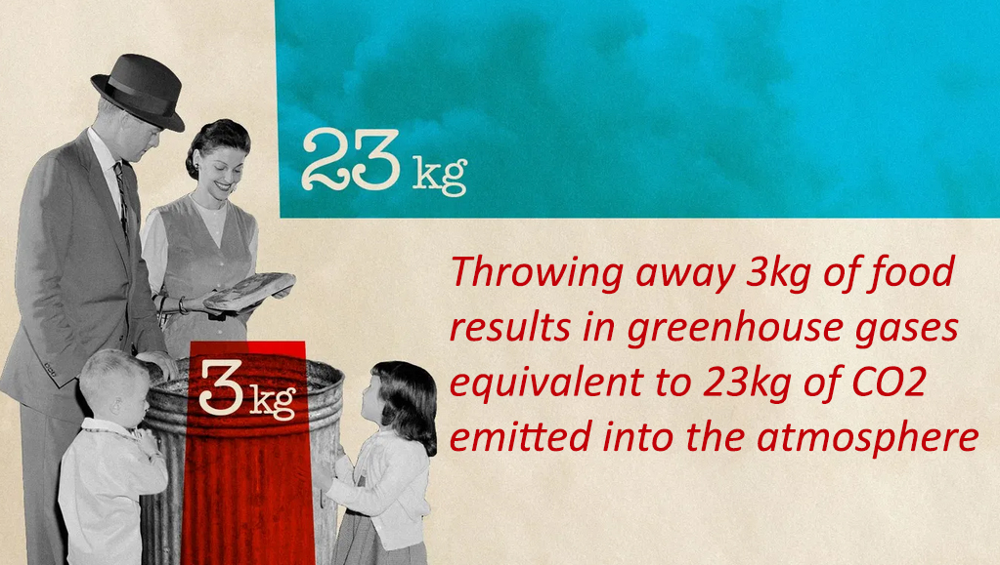 23 kg
3 kg
Throwing away 3kg of food
results in greenhouse gases
equivalent to 23kg of CO2
emitted into the atmosphere